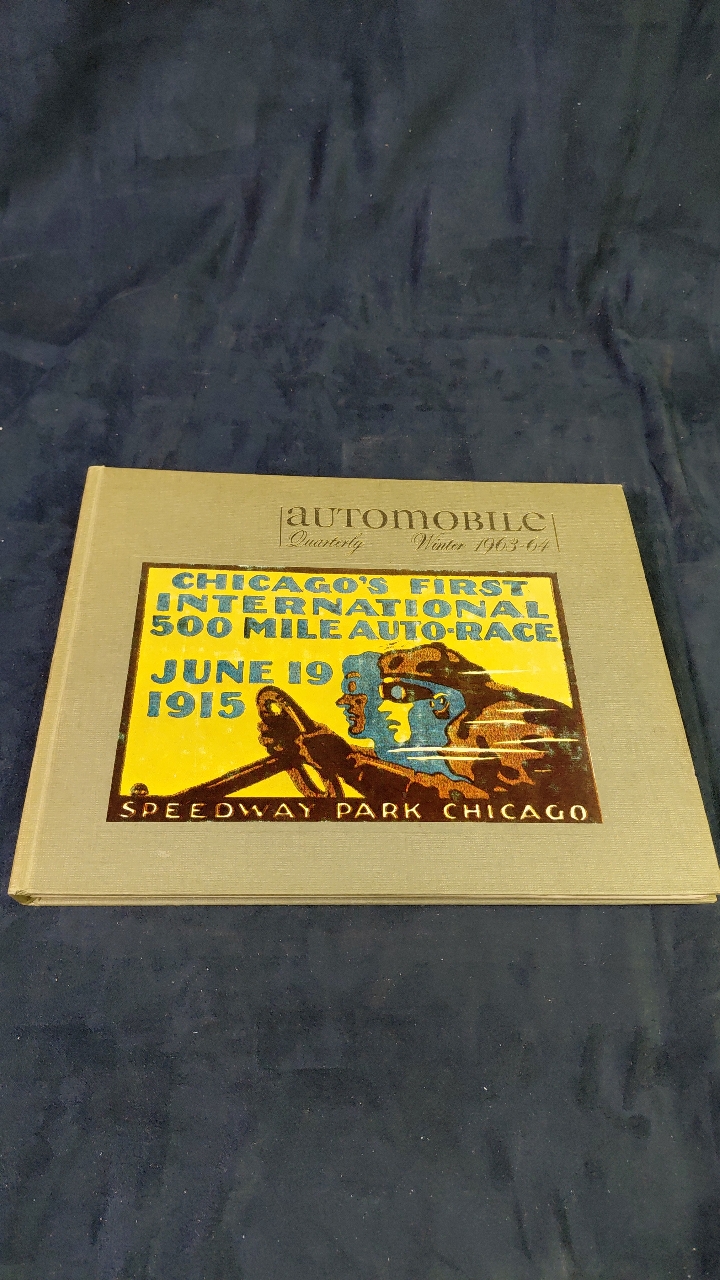 AUTOMOBILE
Quarterly Winter 1963-64
CHICAGO'S FIRST
INTERNATIONAL
500 MILE AUTO-RACE
JUNE 19
1915
SPEEDWAY PARK CHICAGO